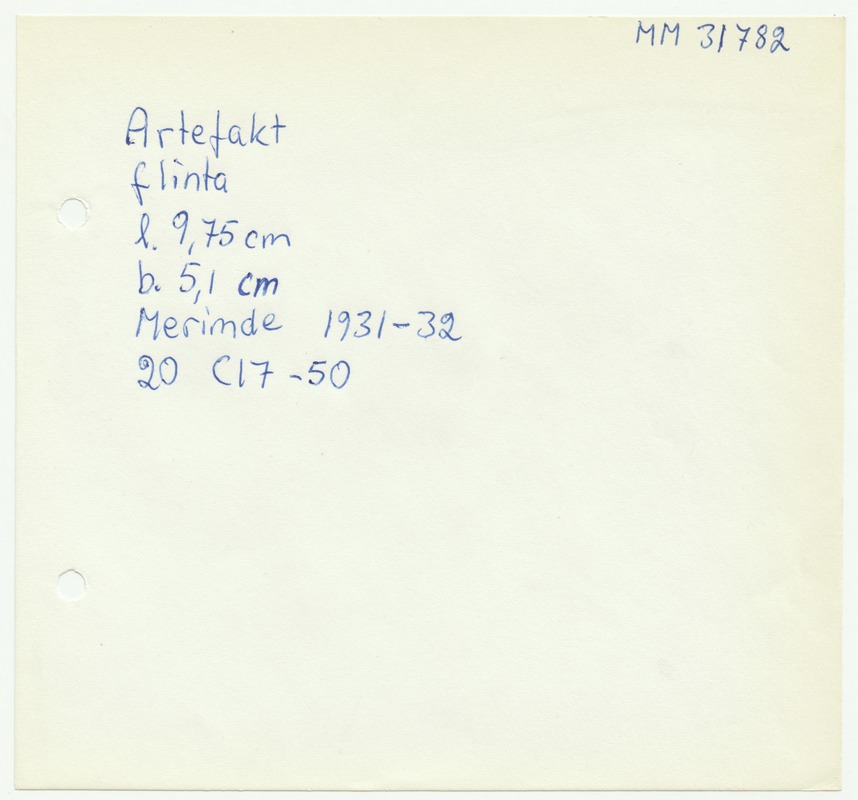 MM 31782
Artefakt
flinta
l. 9,75 cm
b. 5,1 cm
Merimde 1931-32
20 C17-50